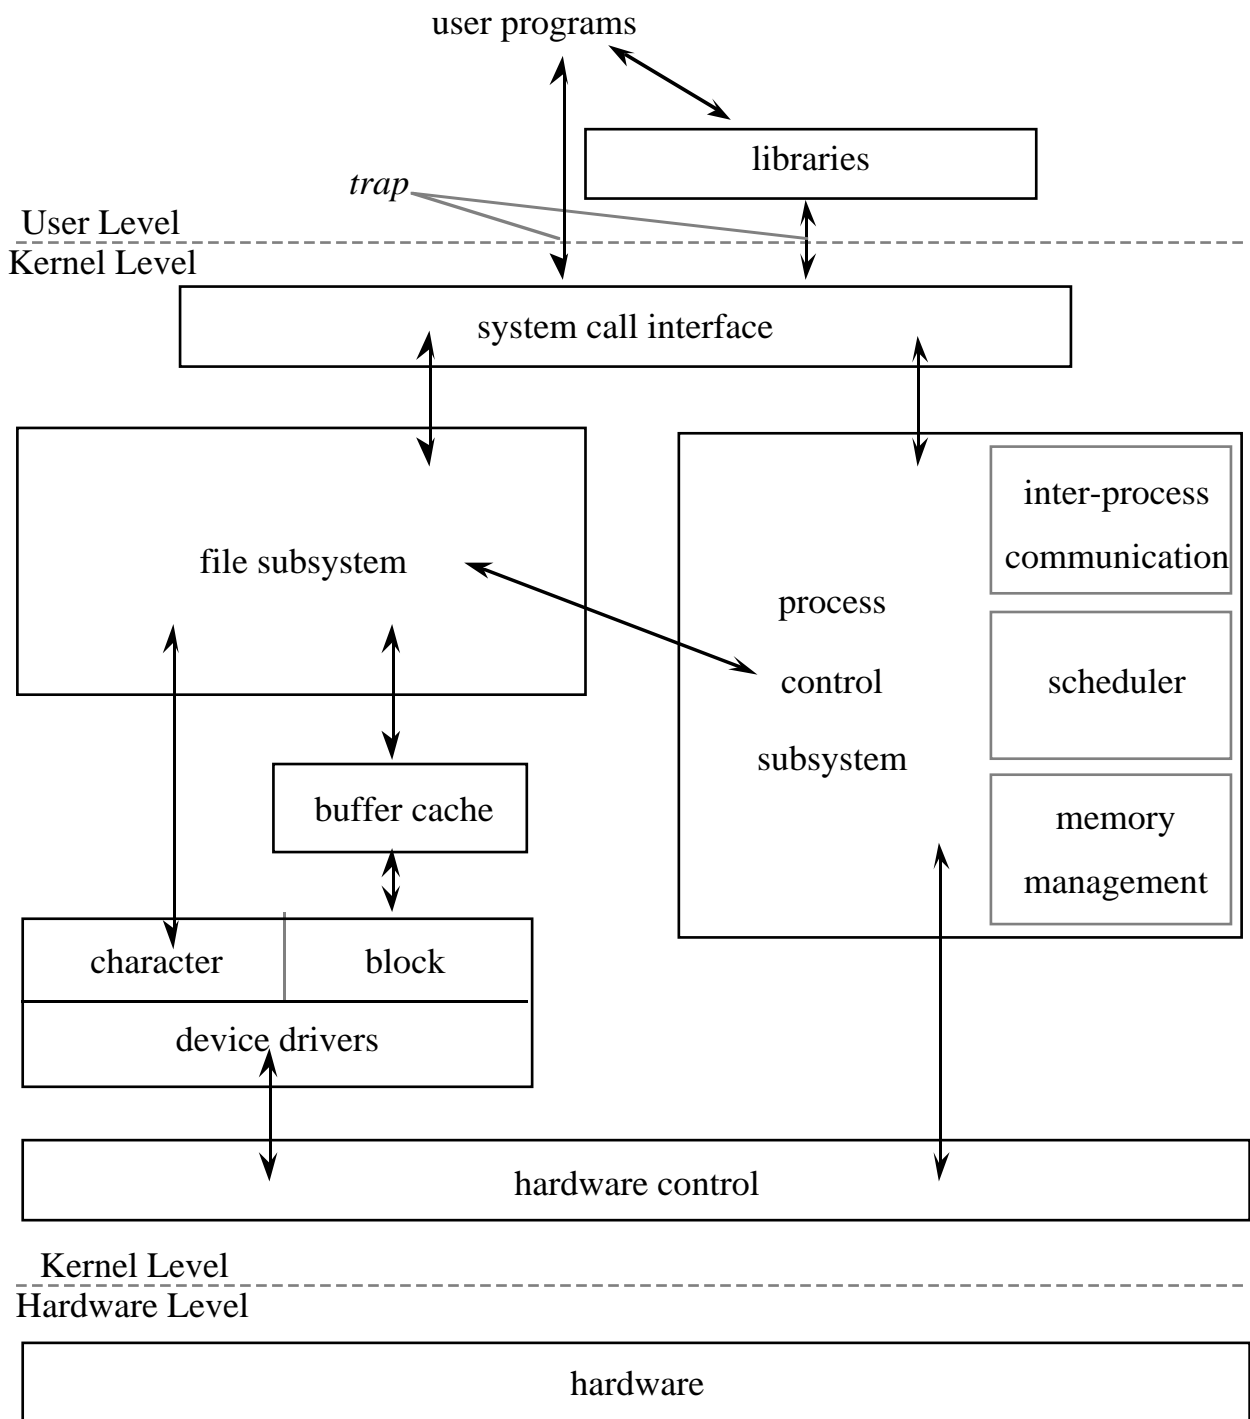 user programs
libraries
trap
User Level
Kernel Level
system call interface
inter-process
communication
file subsystem
process
control
subsystem
scheduler
buffer cache
memory
management
character
block
device drivers
hardware control
Kernel Level
Hardware Level
hardware